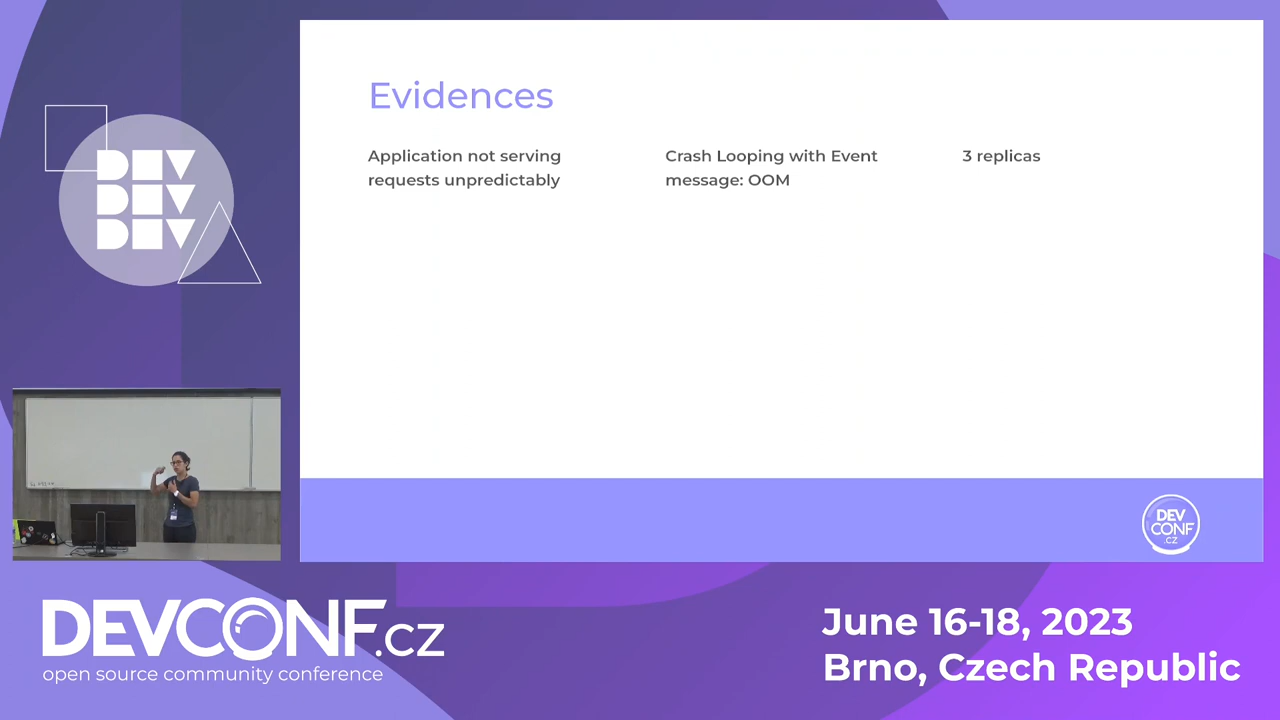 Evidences
Application not serving
requests unpredictably
Crash Looping with Event
message: OOM
3 replicas
DEV
DEV
DEV
DEV
CONF
.CZ
DEVCONF.cz
open source community conference
June 16-18, 2023
Brno, Czech Republic